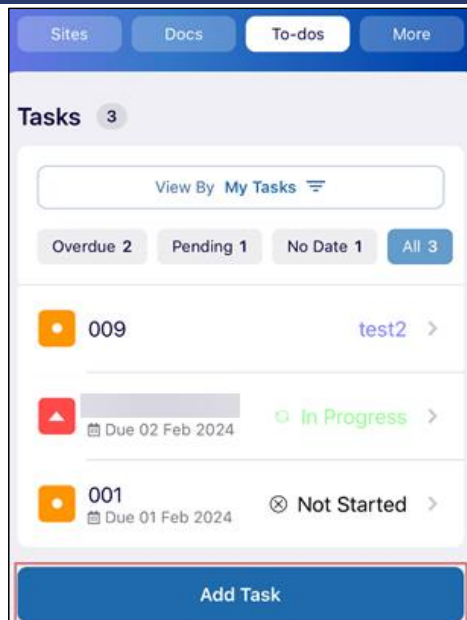 Sites Docs To-dos More
Tasks 3
View By My Tasks
Overdue 2 Pending 1 No Date 1 All 3
009 test2
In Progress
Due 02 Feb 2024
001
Not Started
Due 01 Feb 2024
Add Task